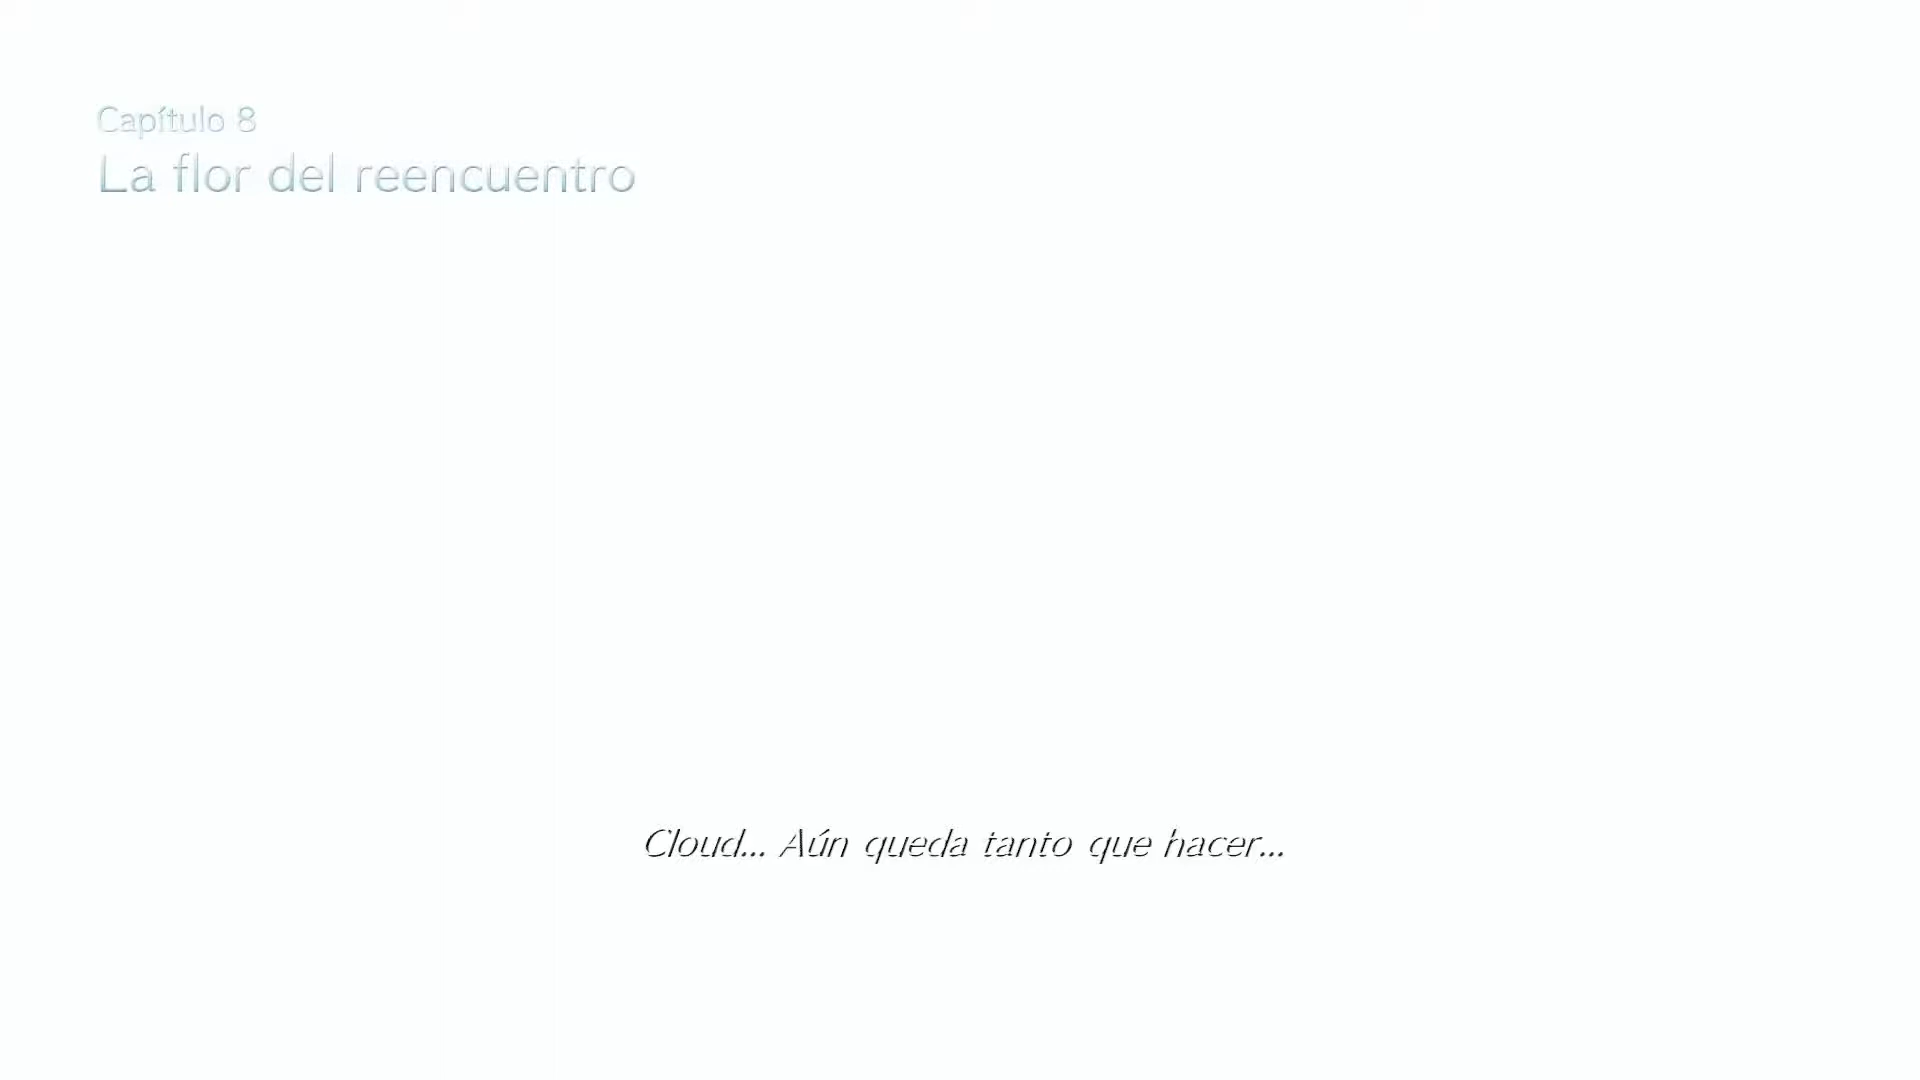 Capítulo 8
La flor del reencuentro
Cloud... Aún queda tanto que hacer...